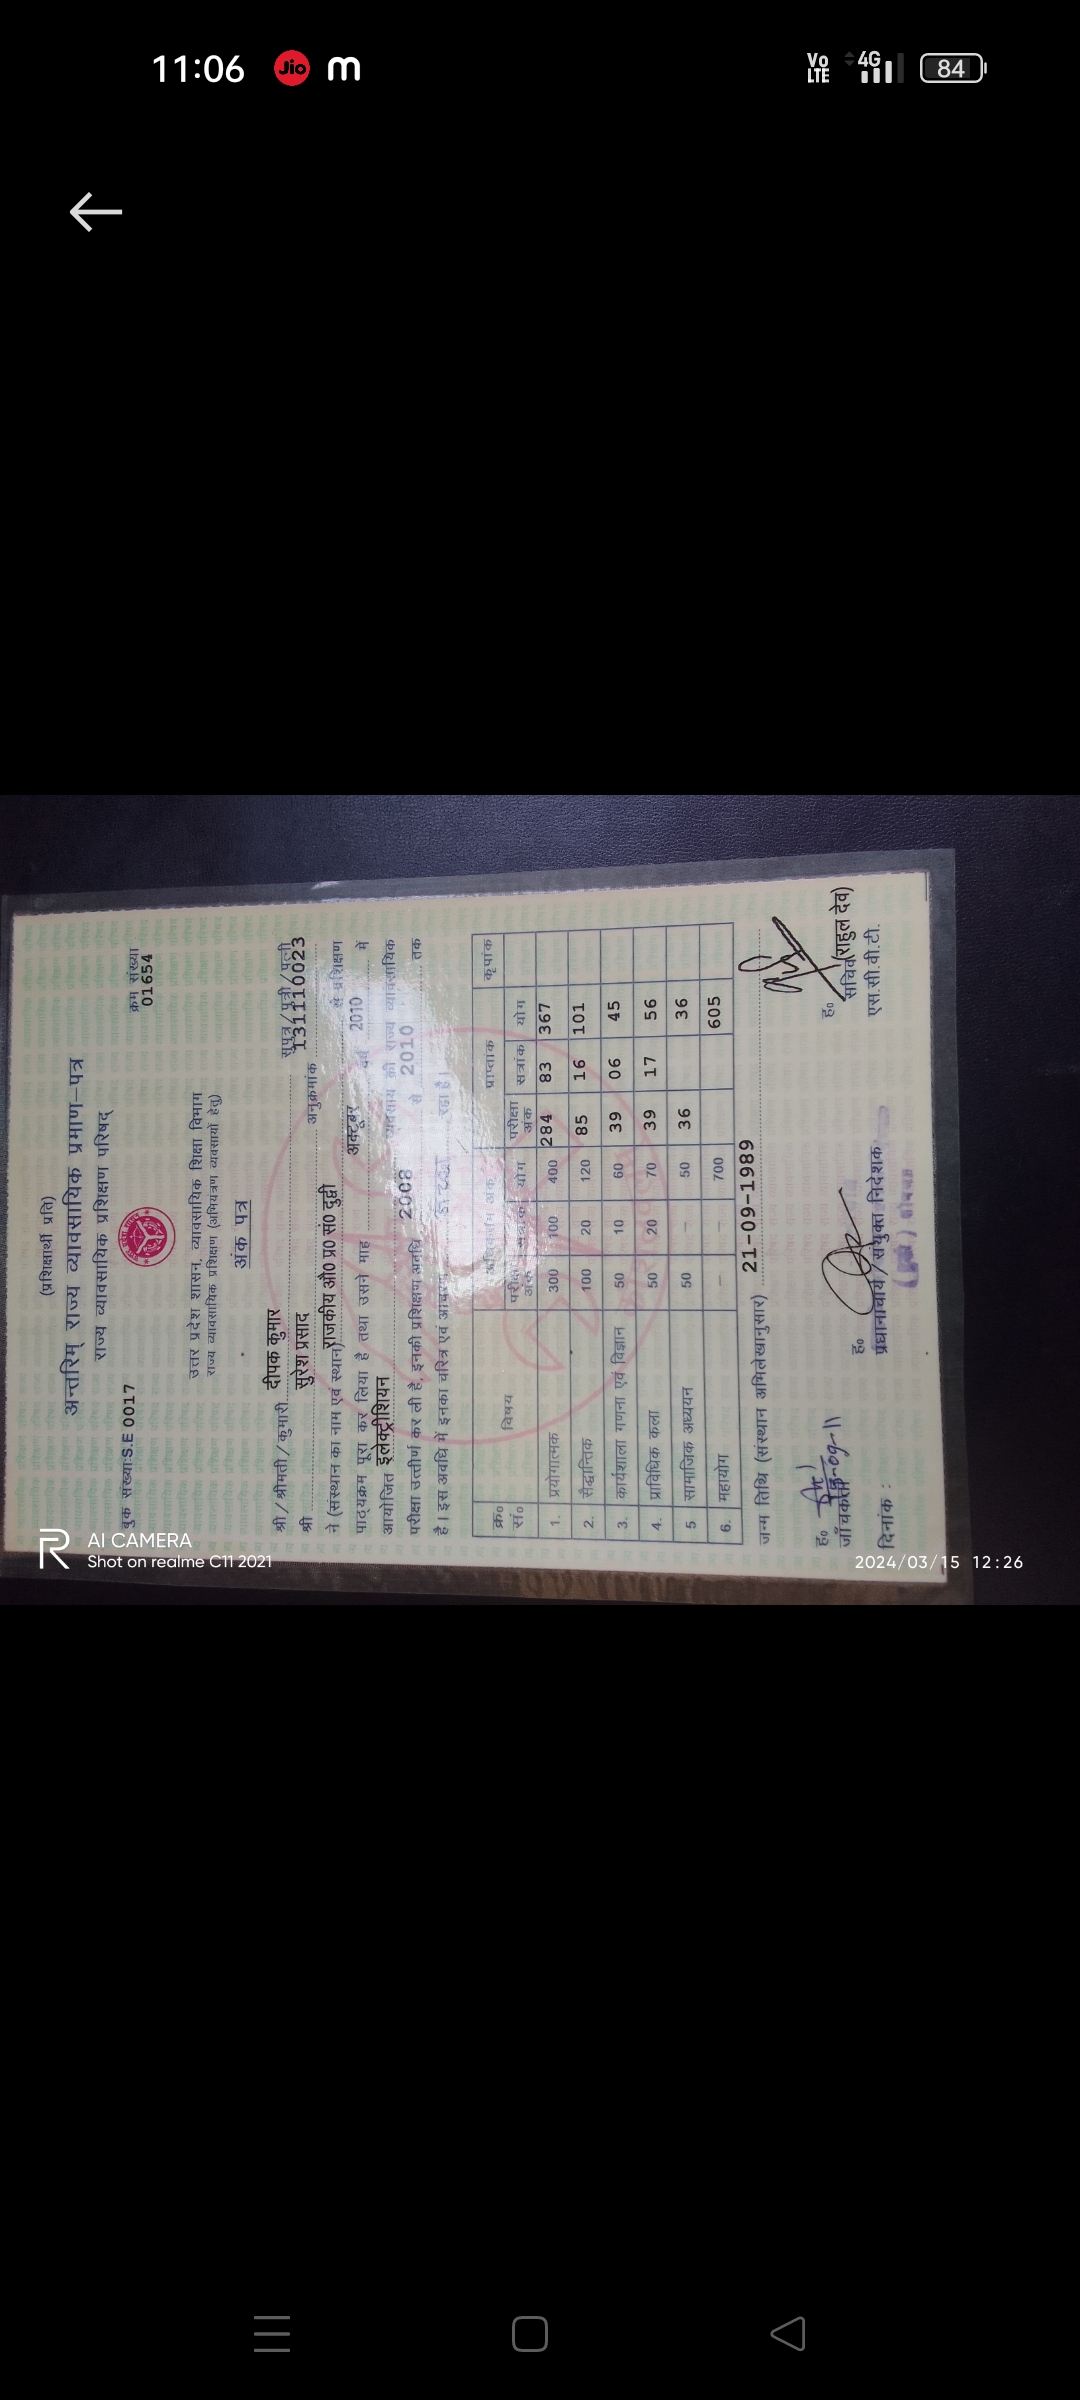 11:06 Jio m Vo LTE 4G 84
(प्रशिक्षार्थी प्रति)
अन्तरिम् राज्य व्यावसायिक प्रमाण–पत्र
राज्य व्यावसायिक प्रशिक्षण परिषद्
बुक संख्याः S.E 0017
क्रम संख्या
01654
उत्तर प्रदेश शासन, व्यावसायिक शिक्षा विभाग
राज्य व्यावसायिक प्रशिक्षण (अभियन्त्रण व्यवसायों हेतु)
अंक पत्र
श्री / श्रीमती / कुमारी दीपक कुमार सुपुत्र / पुत्री / पत्नी
श्री सुरेश प्रसाद अनुक्रमांक 131110023
ने (संस्थान का नाम एवं स्थान) राजकीय औ0 प्र0 सं0 दुद्धी से प्रशिक्षण
पाठ्यक्रम पूरा कर लिया है तथा उसने माह अक्टूबर वर्ष 2010 में
आयोजित इलेक्ट्रीशियन व्यवसाय की राज्य व्यावसायिक
परीक्षा उत्तीर्ण कर ली है, इनकी प्रशिक्षण अवधि 2008 से 2010 तक
है। इस अवधि में इनका चरित्र एवं आचरण रहा है।
क्र० सं० विषय अधिकतम अंक प्राप्तांक कृपांक
परीक्षा अंक सत्रांक योग परीक्षा अंक सत्रांक योग
1. प्रयोगात्मक 300 100 400 284 83 367
2. सैद्धान्तिक 100 20 120 85 16 101
3. कार्यशाला गणना एवं विज्ञान 50 10 60 39 06 45
4. प्राविधिक कला 50 20 70 39 17 56
5 सामाजिक अध्ययन 50 – 50 36 36
6. महायोग – – 700 605
जन्म तिथि (संस्थान अभिलेखानुसार) 21-09-1989
ह० ह० ह०
जाँचकर्ता प्रधानाचार्य / संयुक्त निदेशक सचिव (राहुल देव)
दिनांक : एस.सी.वी.टी.
R AI CAMERA
Shot on realme C11 2021
2024/03/15 12:26